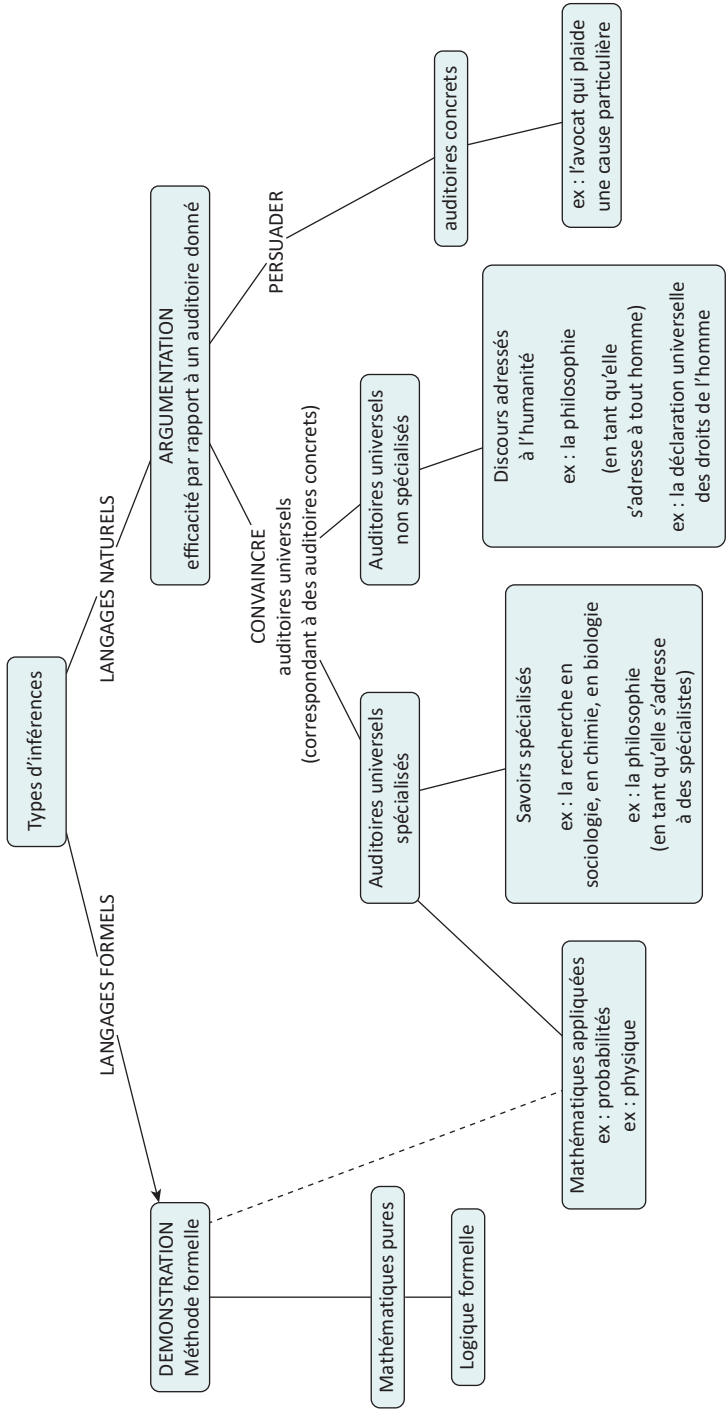 Types d'inférences
LANGAGES FORMELS
LANGAGES NATURELS
DEMONSTRATION
Méthode formelle
ARGUMENTATION
efficacité par rapport à un auditoire donné
CONVAINCRE
auditoires universels
(correspondant à des auditoires concrets)
PERSUADER
Mathématiques pures
Logique formelle
Auditoires universels
spécialisés
Auditoires universels
non spécialisés
auditoires concrets
Mathématiques appliquées
ex : probabilités
ex : physique
Savoirs spécialisés
ex : la recherche en
sociologie, en chimie, en biologie
ex : la philosophie
(en tant qu'elle s'adresse
à des spécialistes)
Discours adressés
à l'humanité
ex : la philosophie
(en tant qu'elle
s'adresse à tout homme)
ex : la déclaration universelle
des droits de l'homme
ex : l'avocat qui plaide
une cause particulière